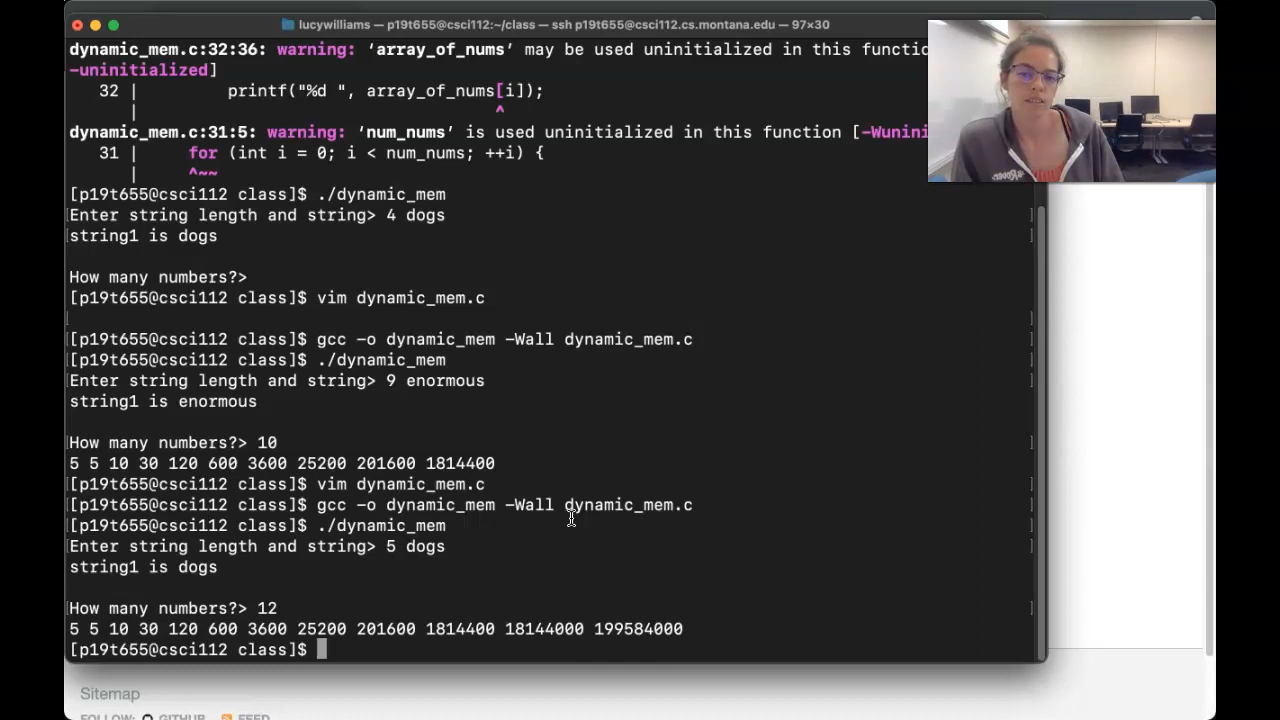 lucywilliams — p19t655@csci112:~/class — ssh p19t655@csci112.cs.montana.edu — 97×30
dynamic_mem.c:32:36: warning: ‘array_of_nums’ may be used uninitialized in this functio
-uninitialized]
32 | printf("%d ", array_of_nums[i]);
| ^
dynamic_mem.c:31:5: warning: ‘num_nums’ is used uninitialized in this function [-Wunini
31 | for (int i = 0; i < num_nums; ++i) {
| ^~~
[p19t655@csci112 class]$ ./dynamic_mem
Enter string length and string> 4 dogs
string1 is dogs
How many numbers?>
[p19t655@csci112 class]$ vim dynamic_mem.c
[p19t655@csci112 class]$ gcc -o dynamic_mem -Wall dynamic_mem.c
[p19t655@csci112 class]$ ./dynamic_mem
Enter string length and string> 9 enormous
string1 is enormous
How many numbers?> 10
5 5 10 30 120 600 3600 25200 201600 1814400
[p19t655@csci112 class]$ vim dynamic_mem.c
[p19t655@csci112 class]$ gcc -o dynamic_mem -Wall dynamic_mem.c
[p19t655@csci112 class]$ ./dynamic_mem
Enter string length and string> 5 dogs
string1 is dogs
How many numbers?> 12
5 5 10 30 120 600 3600 25200 201600 1814400 18144000 199584000
[p19t655@csci112 class]$
Sitemap
FOLLOW: GITHUB FEED